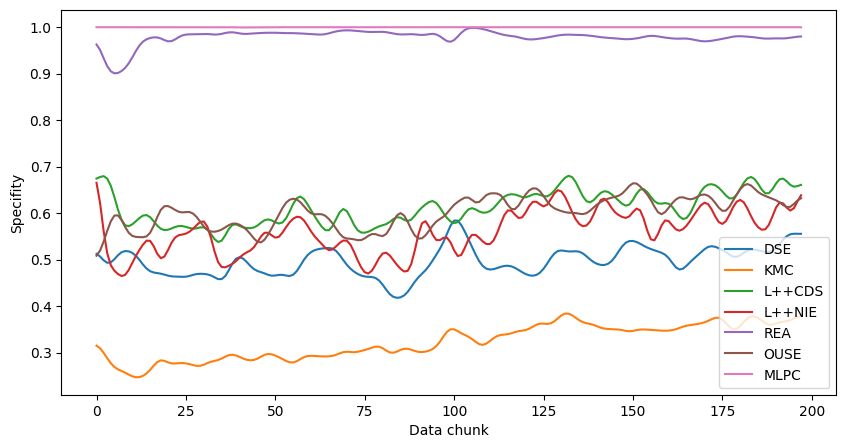 1.0
0.9
0.8
0.7
0.6
0.5
0.4
0.3
Specifity
0
25
50
75
100
125
150
175
200
Data chunk
DSE
KMC
L++CDS
L++NIE
REA
OUSE
MLPC